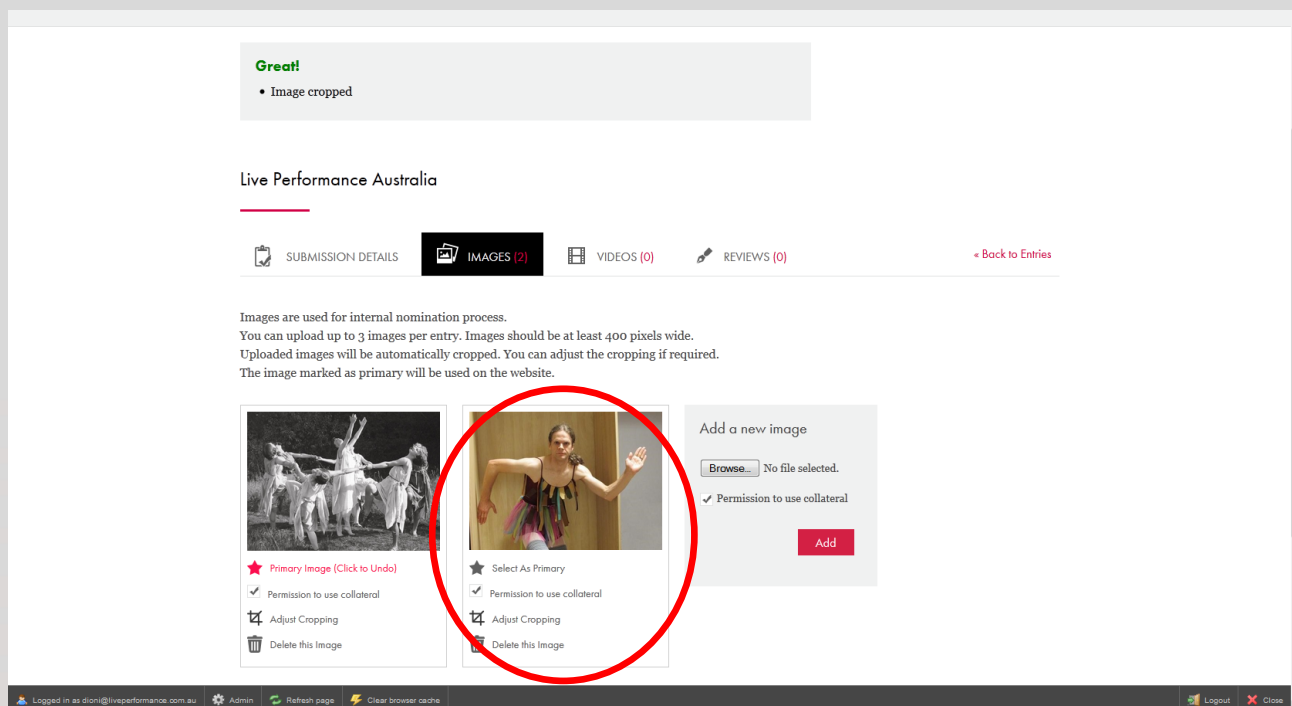 Great!
• Image cropped
Live Performance Australia
SUBMISSION DETAILS IMAGES (2) VIDEOS (0) REVIEWS (0) « Back to Entries
Images are used for internal nomination process.
You can upload up to 3 images per entry. Images should be at least 400 pixels wide.
Uploaded images will be automatically cropped. You can adjust the cropping if required.
The image marked as primary will be used on the website.
Primary Image (Click to Undo)
Permission to use collateral
Adjust Cropping
Delete this Image
Select As Primary
Permission to use collateral
Adjust Cropping
Delete this Image
Add a new image
Browse... No file selected.
Permission to use collateral
Add
Logged in as dioni@liveperformance.com.au Admin Refresh page Clear browser cache Logout Close